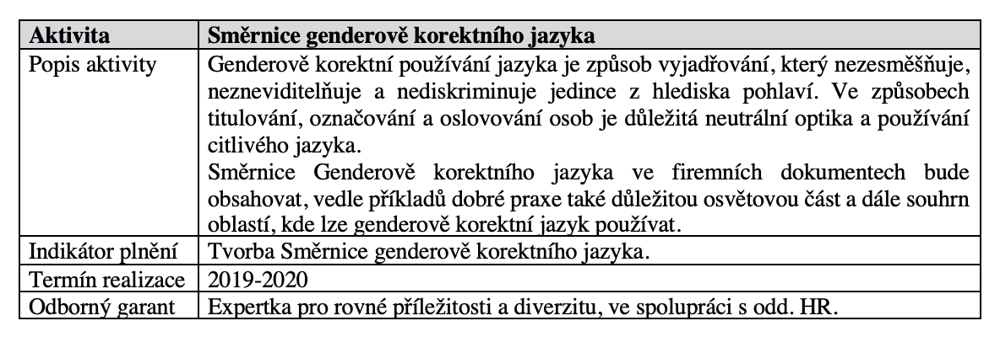 Aktivita Směrnice genderově korektního jazyka
Popis aktivity Genderově korektní používání jazyka je způsob vyjadřování, který nezesměšňuje,
nezneviditelňuje a nediskriminuje jedince z hlediska pohlaví. Ve způsobech
titulování, označování a oslovování osob je důležitá neutrální optika a používání
citlivého jazyka.
Směrnice Genderově korektního jazyka ve firemních dokumentech bude
obsahovat, vedle příkladů dobré praxe také důležitou osvětovou část a dále souhrn
oblastí, kde lze genderově korektní jazyk používat.
Indikátor plnění Tvorba Směrnice genderově korektního jazyka.
Termín realizace 2019-2020
Odborný garant Expertka pro rovné příležitosti a diverzitu, ve spolupráci s odd. HR.